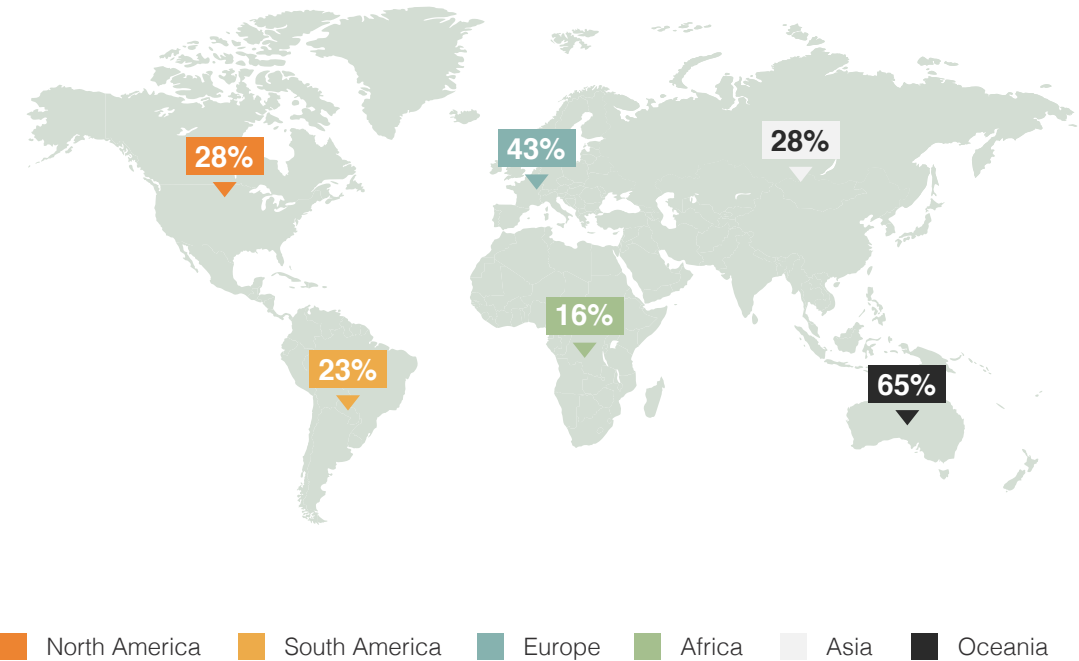 28%
43%
28%
16%
23%
65%
North America
South America
Europe
Africa
Asia
Oceania